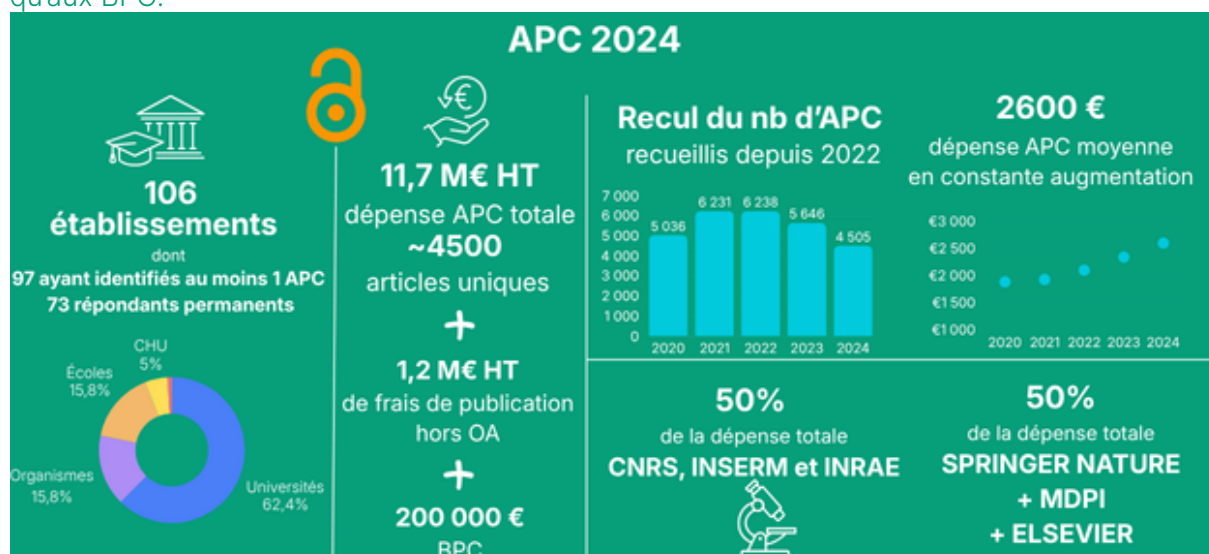 qu'aux BPC.
APC 2024
106
établissements
dont
97 ayant identifiés au moins 1 APC
73 répondants permanents
CHU
5%
Écoles
15,8%
Organismes
15,8%
Universités
62,4%
€
11,7 M€ HT
dépense APC totale
~4500
articles uniques
+
1,2 M€ HT
de frais de publication
hors OA
+
200 000 €
BPC
Recul du nb d'APC
recueillis depuis 2022
7 000
6 000
5 000
4 000
3 000
2 000
1 000
0
5 036
6 231
6 238
5 646
4 505
2020 2021 2022 2023 2024
2600 €
dépense APC moyenne
en constante augmentation
€3 000
€2 500
€2 000
€1 500
€1 000
2020 2021 2022 2023 2024
50%
de la dépense totale
CNRS, INSERM et INRAE
50%
de la dépense totale
SPRINGER NATURE
+ MDPI
+ ELSEVIER